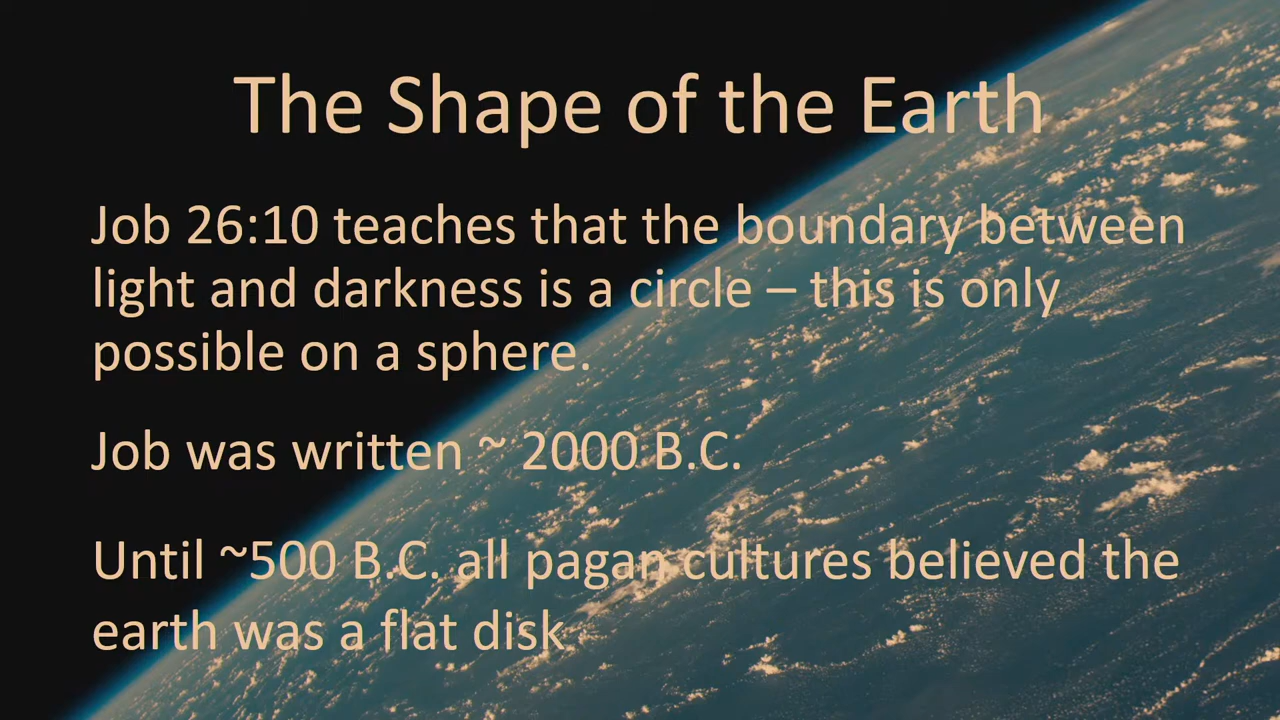 The Shape of the Earth
Job 26:10 teaches that the boundary between
light and darkness is a circle – this is only
possible on a sphere.
Job was written ~ 2000 B.C.
Until ~500 B.C. all pagan cultures believed the
earth was a flat disk